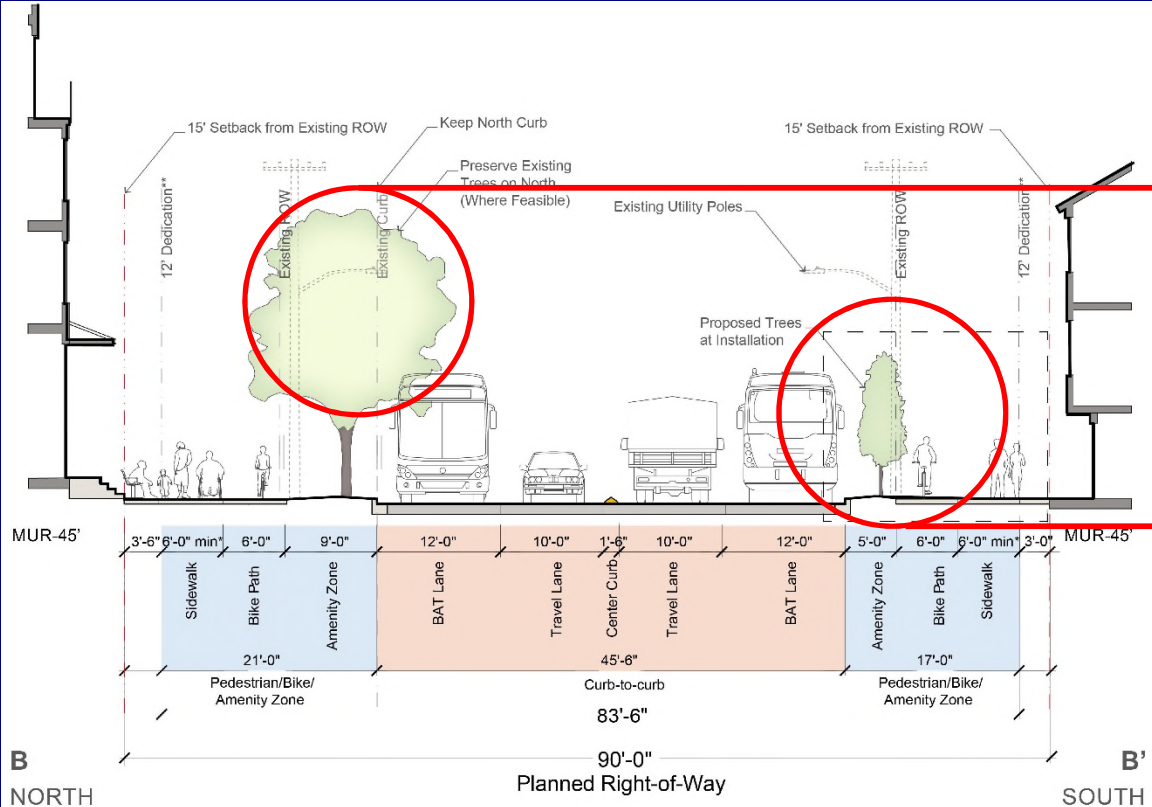 15' Setback from Existing ROW
Keep North Curb
15' Setback from Existing ROW
Preserve Existing
Trees on North
(Where Feasible)
Existing Utility Poles
12' Dedication**
Existing ROW
Existing Curb
Existing ROW
12' Dedication**
Proposed Trees
at Installation
MUR-45'
MUR-45'
3'-6" 6'-0" min* 6'-0" 9'-0" 12'-0" 10'-0" 1'-6" 10'-0" 12'-0" 5'-0" 6'-0" 6'-0" min* 3'-0"
Sidewalk
Bike Path
Amenity Zone
BAT Lane
Travel Lane
Center Curb
Travel Lane
BAT Lane
Amenity Zone
Bike Path
Sidewalk
21'-0" 45'-6" 17'-0"
Pedestrian/Bike/
Amenity Zone
Curb-to-curb
Pedestrian/Bike/
Amenity Zone
83'-6"
90'-0"
Planned Right-of-Way
B
NORTH
B'
SOUTH